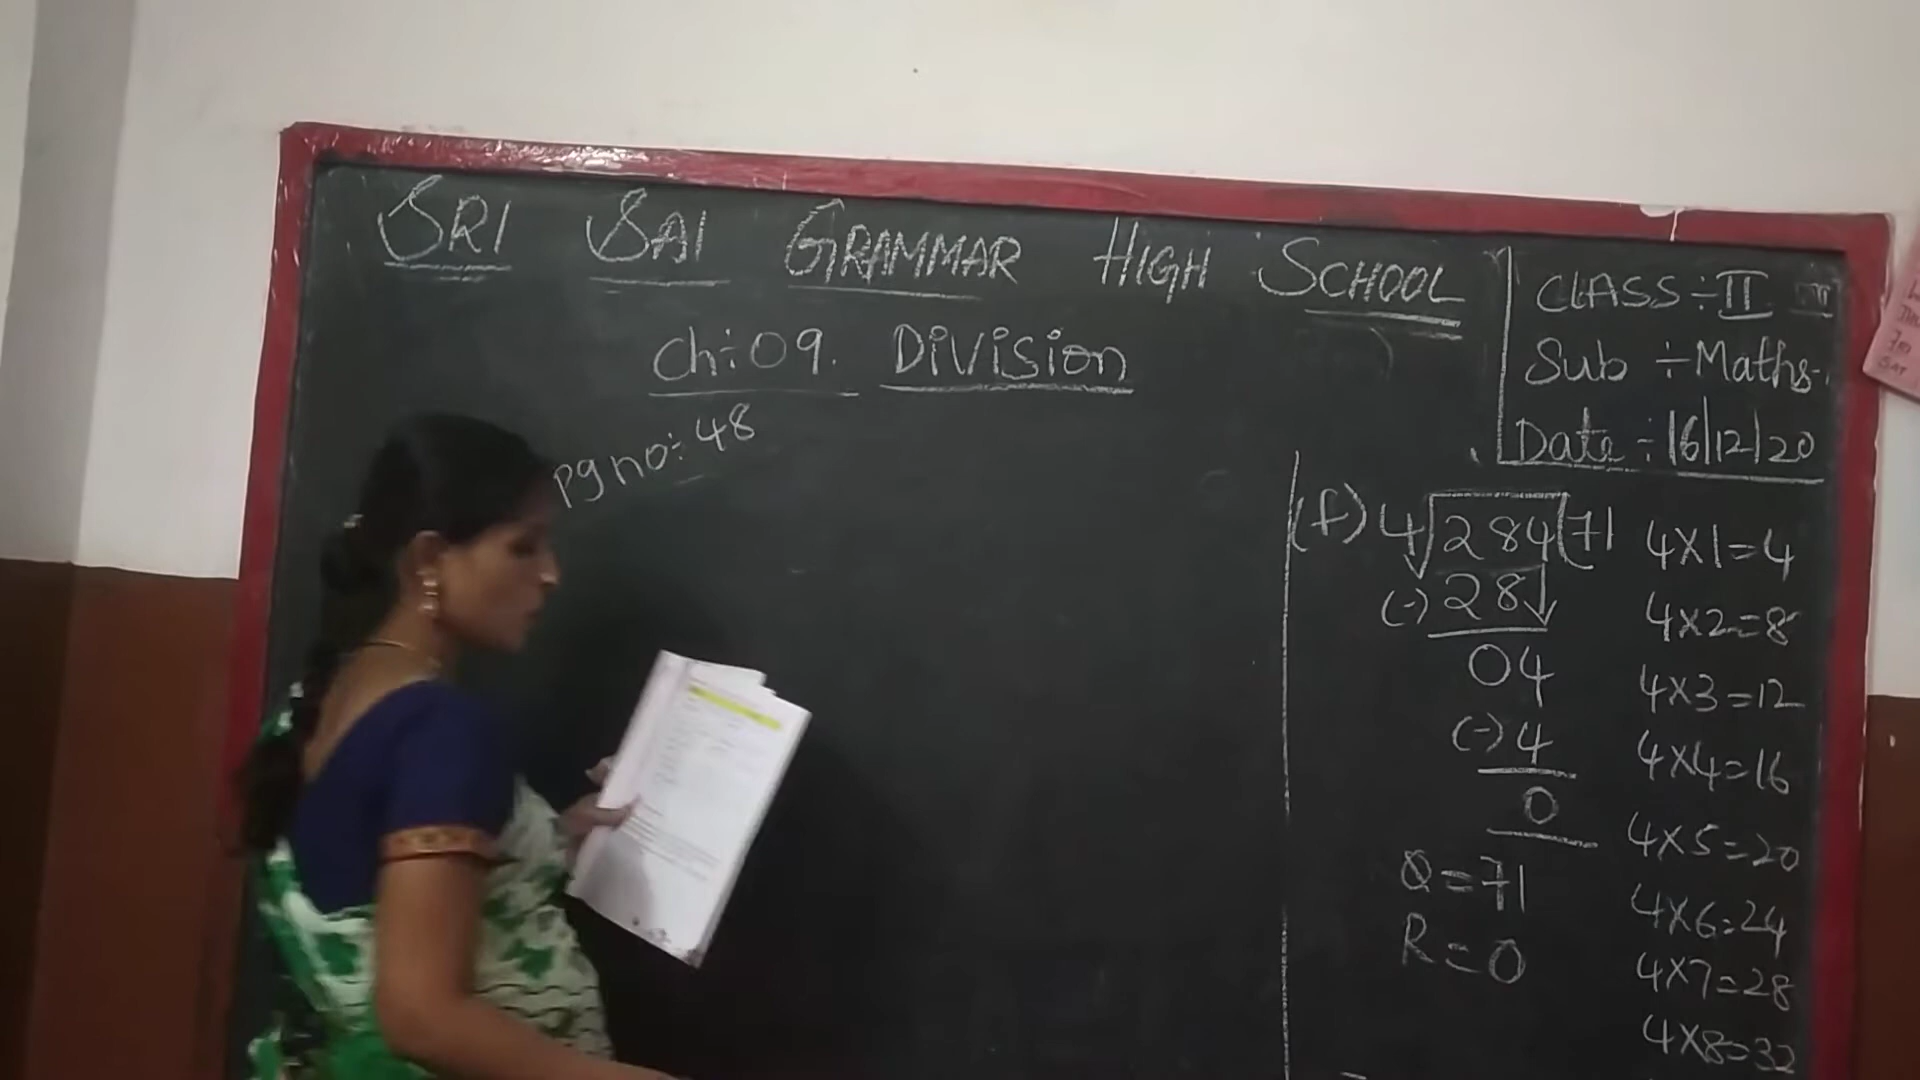 SRI SAI GRAMMAR HIGH SCHOOL
Ch÷09. DiVision
Pg no÷ 48
CLASS ÷ II
Sub ÷ Maths.
Date ÷ 16/12/20
(f) 4 284 71
(-) 28
04
(-) 4
0
Q = 71
R = 0
4X1=4
4X2=8
4X3=12
4X4=16
4X5=20
4X6=24
4X7=28
4X8=32